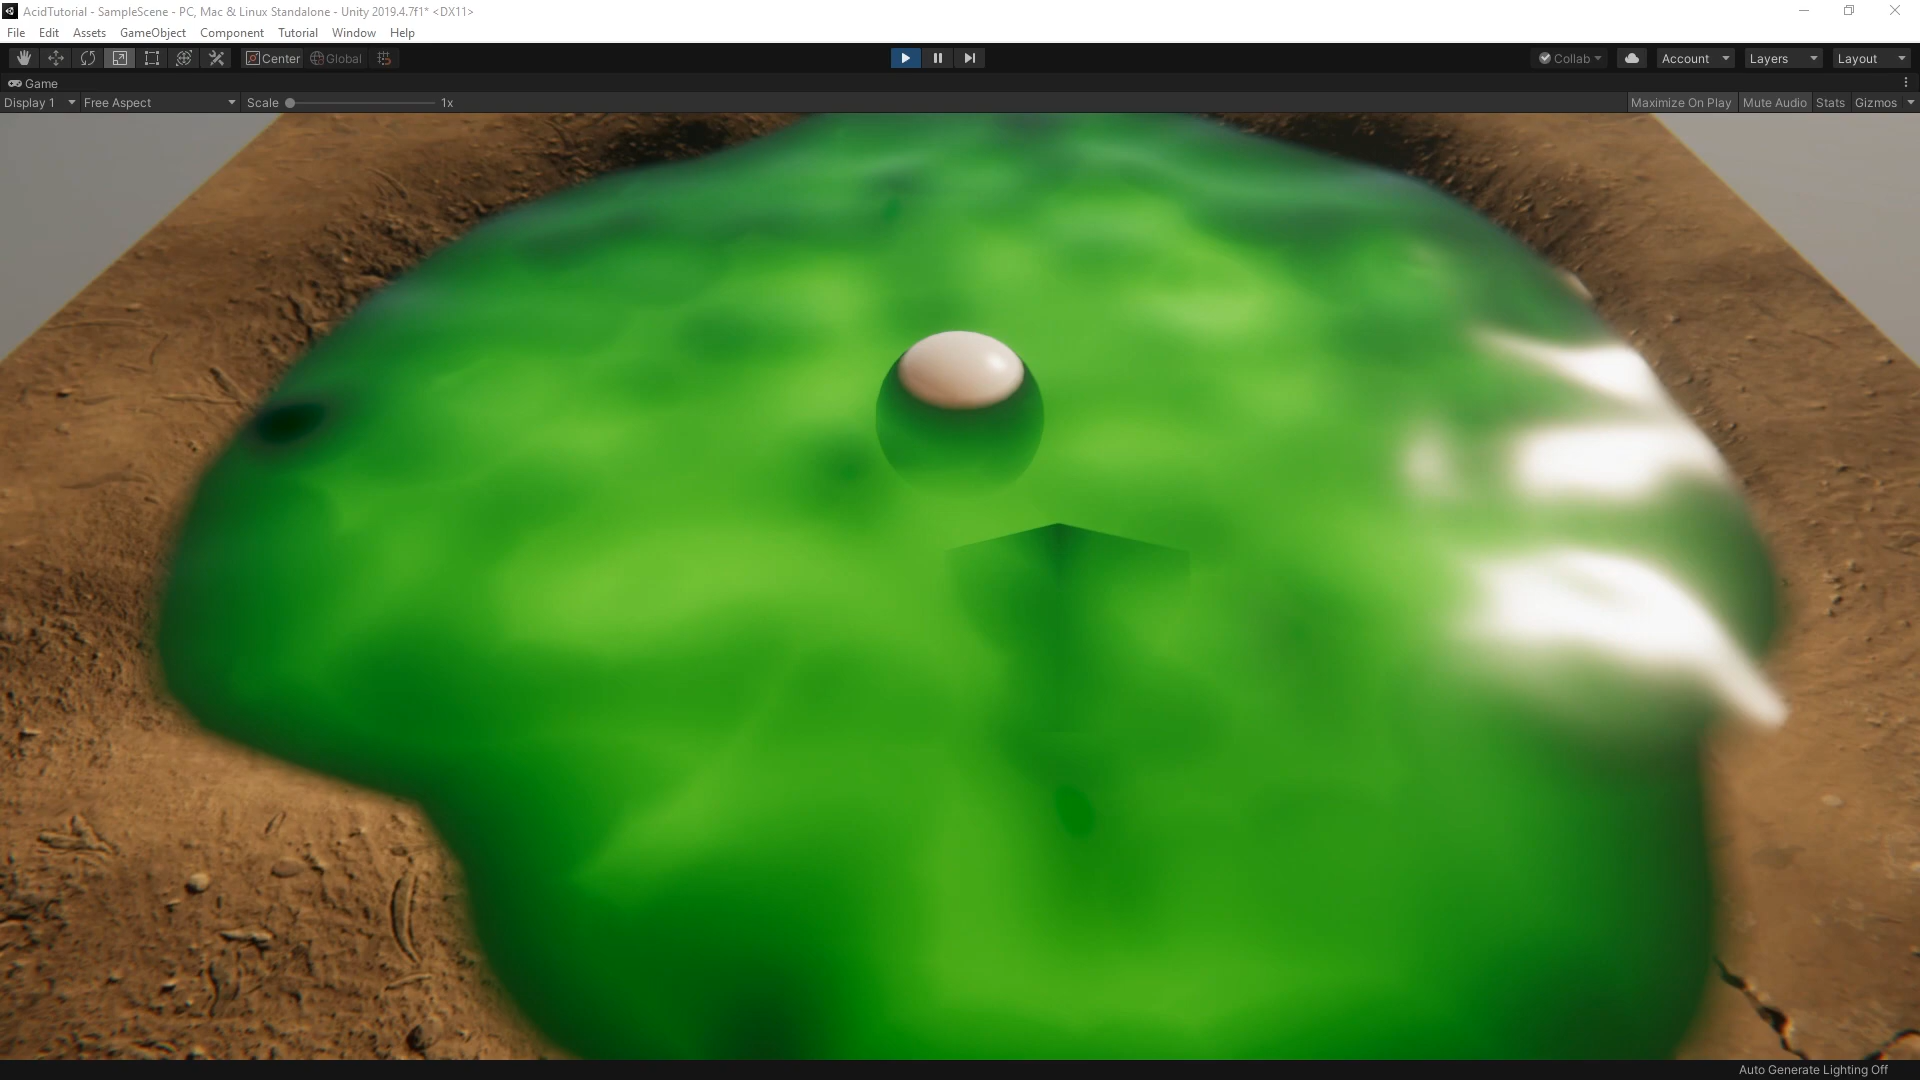 AcidTutorial - SampleScene - PC, Mac & Linux Standalone - Unity 2019.4.7f1* <DX11>
File Edit Assets GameObject Component Tutorial Window Help
Center Global Collab Account Layers Layout
Game
Display 1 Free Aspect Scale 1x Maximize On Play Mute Audio Stats Gizmos
Auto Generate Lighting Off